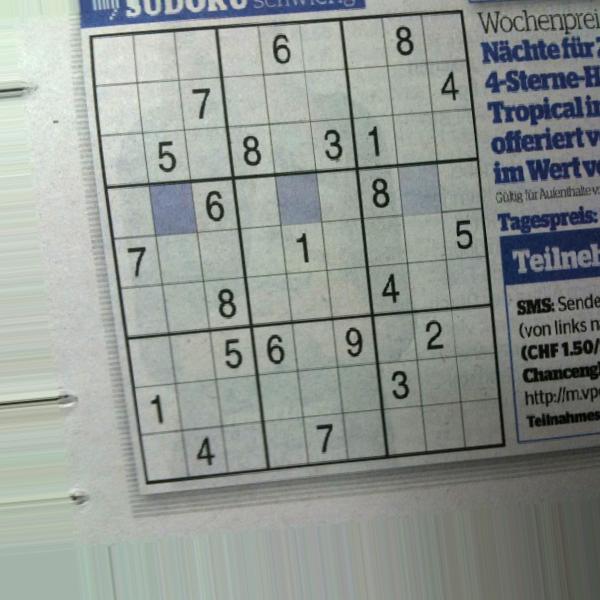 SUDOKU schwierig
6 8
7 4
5 8 3 1
6 8
7 1 5
8 4
5 6 9 2
1 3
4 7
Wochenprei
Nächte für
4-Sterne-H
Tropical in
offeriert v
im Wert v
Gültig für Aufenthalte v
Tagespreis:
Teilneh
SMS: Sende
(von links n
(CHF 1.50/
Chanceng
http://m.vp
Teilnahmes